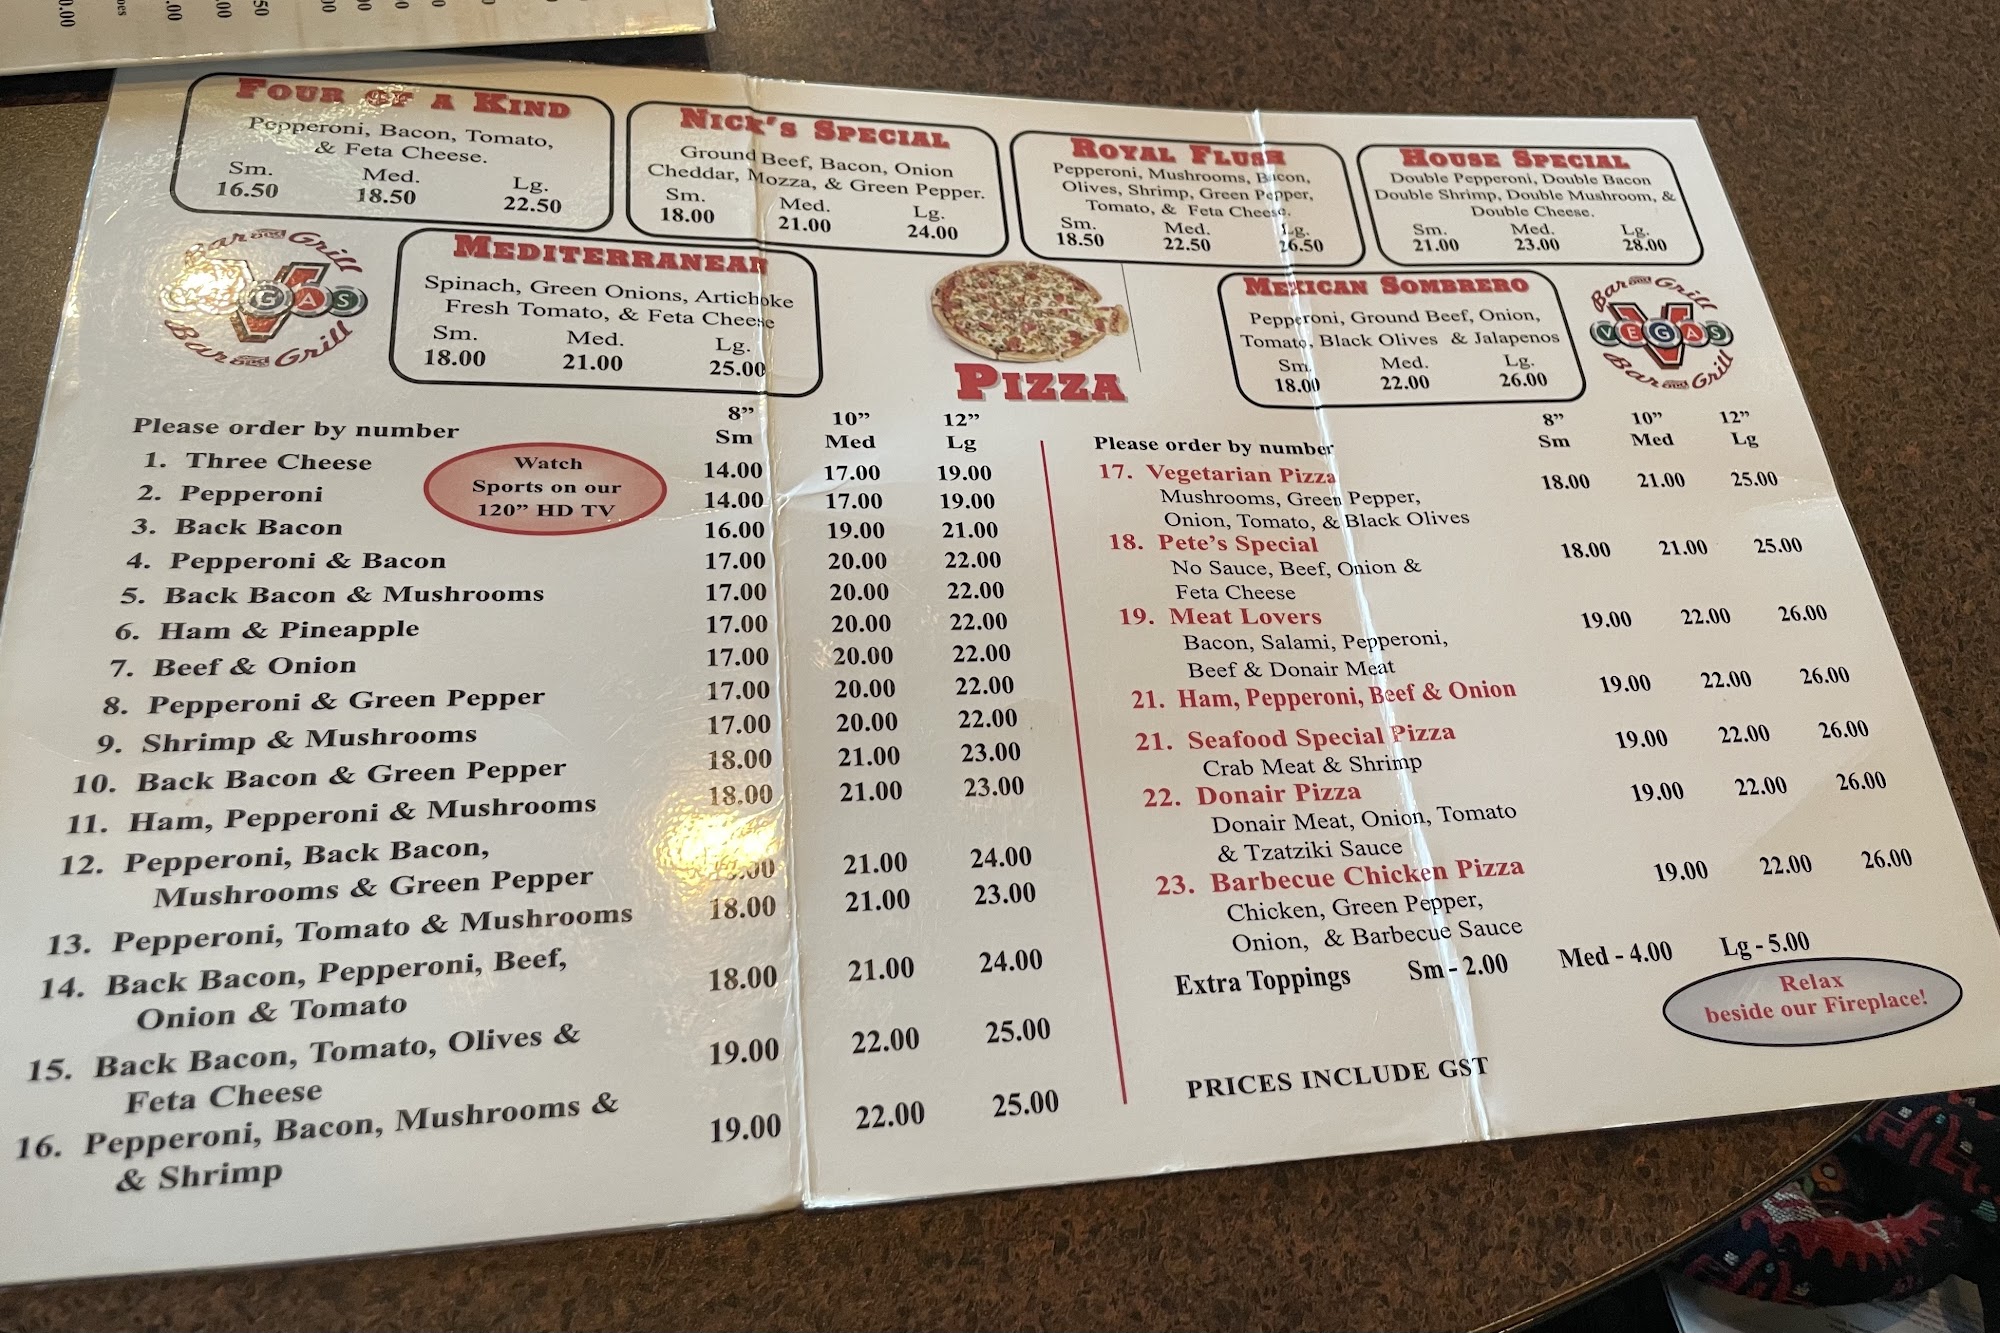 FOUR OF A KIND
Pepperoni, Bacon, Tomato,
& Feta Cheese.
Sm. Med. Lg.
16.50 18.50 22.50
NICK'S SPECIAL
Ground Beef, Bacon, Onion
Cheddar, Mozza, & Green Pepper.
Sm. Med. Lg.
18.00 21.00 24.00
ROYAL FLUSH
Pepperoni, Mushrooms, Bacon,
Olives, Shrimp, Green Pepper,
Tomato, & Feta Cheese.
Sm. Med. Lg.
18.50 22.50 26.50
HOUSE SPECIAL
Double Pepperoni, Double Bacon
Double Shrimp, Double Mushroom, &
Double Cheese.
Sm. Med. Lg.
21.00 23.00 28.00
Bar and Grill
VEGAS
Bar and Grill
MEDITERRANEAN
Spinach, Green Onions, Artichoke
Fresh Tomato, & Feta Cheese
Sm. Med. Lg.
18.00 21.00 25.00
PIZZA
MEXICAN SOMBRERO
Pepperoni, Ground Beef, Onion,
Tomato, Black Olives & Jalapenos
Sm. Med. Lg.
18.00 22.00 26.00
Bar and Grill
VEGAS
Bar and Grill
8" 10" 12"
Please order by number Sm Med Lg
Watch
Sports on our
120" HD TV
1. Three Cheese 14.00 17.00 19.00
2. Pepperoni 14.00 17.00 19.00
3. Back Bacon 16.00 19.00 21.00
4. Pepperoni & Bacon 17.00 20.00 22.00
5. Back Bacon & Mushrooms 17.00 20.00 22.00
6. Ham & Pineapple 17.00 20.00 22.00
7. Beef & Onion 17.00 20.00 22.00
8. Pepperoni & Green Pepper 17.00 20.00 22.00
9. Shrimp & Mushrooms 17.00 20.00 22.00
10. Back Bacon & Green Pepper 18.00 21.00 23.00
11. Ham, Pepperoni & Mushrooms 18.00 21.00 23.00
12. Pepperoni, Back Bacon,
Mushrooms & Green Pepper 21.00 24.00
13. Pepperoni, Tomato & Mushrooms 18.00 21.00 23.00
14. Back Bacon, Pepperoni, Beef,
Onion & Tomato 18.00 21.00 24.00
15. Back Bacon, Tomato, Olives &
Feta Cheese 19.00 22.00 25.00
16. Pepperoni, Bacon, Mushrooms &
& Shrimp 19.00 22.00 25.00
8" 10" 12"
Please order by number Sm Med Lg
17. Vegetarian Pizza 18.00 21.00 25.00
Mushrooms, Green Pepper,
Onion, Tomato, & Black Olives
18. Pete's Special 18.00 21.00 25.00
No Sauce, Beef, Onion &
Feta Cheese
19. Meat Lovers 19.00 22.00 26.00
Bacon, Salami, Pepperoni,
Beef & Donair Meat
21. Ham, Pepperoni, Beef & Onion 19.00 22.00 26.00
21. Seafood Special Pizza 19.00 22.00 26.00
Crab Meat & Shrimp
22. Donair Pizza 19.00 22.00 26.00
Donair Meat, Onion, Tomato
& Tzatziki Sauce
23. Barbecue Chicken Pizza 19.00 22.00 26.00
Chicken, Green Pepper,
Onion, & Barbecue Sauce
Extra Toppings Sm - 2.00 Med - 4.00 Lg - 5.00
Relax
beside our Fireplace!
PRICES INCLUDE GST